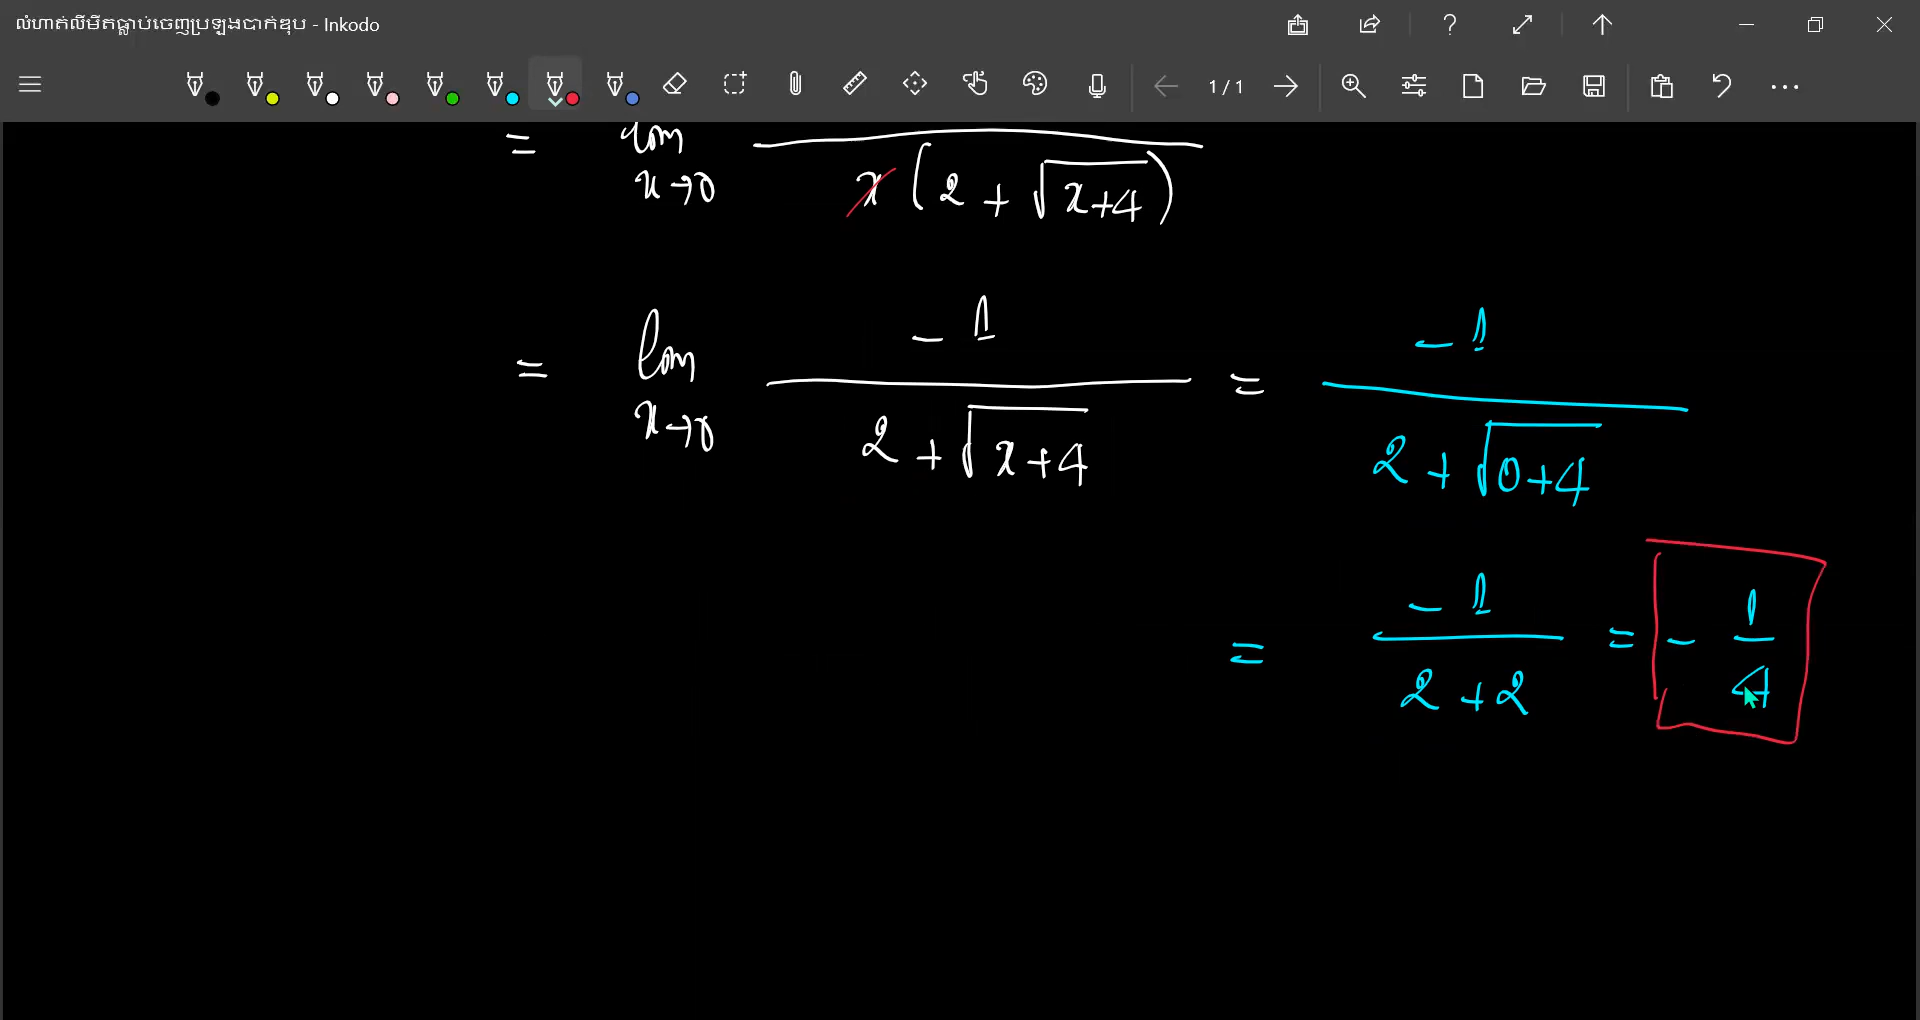 លំហាត់លីមីតធ្លាប់ចេញប្រឡងបាក់ឌុប - Inkodo
1 / 1
= lim x→0 x(2 + √x+4)
= lim x→0 -1 / 2 + √x+4 = -1 / 2 + √0+4
= -1 / 2 + 2 = - 1 / 4